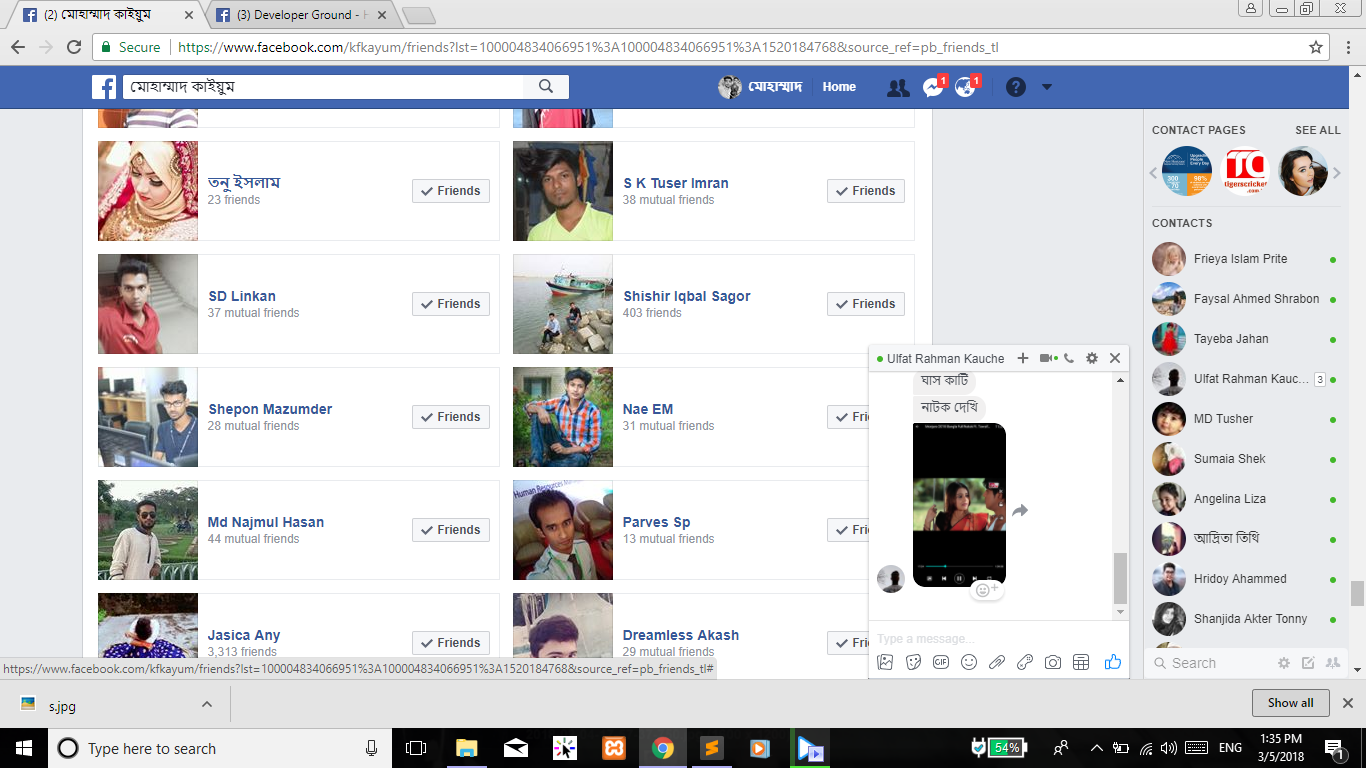 (2) মোহাম্মাদ কাইয়ুম
(3) Developer Ground -
Secure
https://www.facebook.com/kfkayum/friends?lst=100004834066951%3A100004834066951%3A1520184768&source_ref=pb_friends_tl
মোহাম্মাদ কাইয়ুম
মোহাম্মাদ
Home
1
1
তনু ইসলাম
23 friends
Friends
S K Tuser Imran
38 mutual friends
Friends
SD Linkan
37 mutual friends
Friends
Shishir Iqbal Sagor
403 friends
Friends
Shepon Mazumder
28 mutual friends
Friends
Nae EM
31 mutual friends
Md Najmul Hasan
44 mutual friends
Friends
Human Resources
Parves Sp
13 mutual friends
Jasica Any
3,313 friends
Friends
Dreamless Akash
29 mutual friends
https://www.facebook.com/kfkayum/friends?lst=100004834066951%3A100004834066951%3A1520184768&source_ref=pb_friends_tl#
Ulfat Rahman Kauche
ঘাস কাটি
নাটক দেখি
Type a message...
GIF
CONTACT PAGES
SEE ALL
TC
tigerscricket
.com
CONTACTS
Frieya Islam Prite
Faysal Ahmed Shrabon
Tayeba Jahan
Ulfat Rahman Kauc...
3
MD Tusher
Sumaia Shek
Angelina Liza
আদ্রিতা তিথি
Hridoy Ahammed
Shanjida Akter Tonny
Search
s.jpg
Show all
Type here to search
54%
ENG
1:35 PM
3/5/2018
1